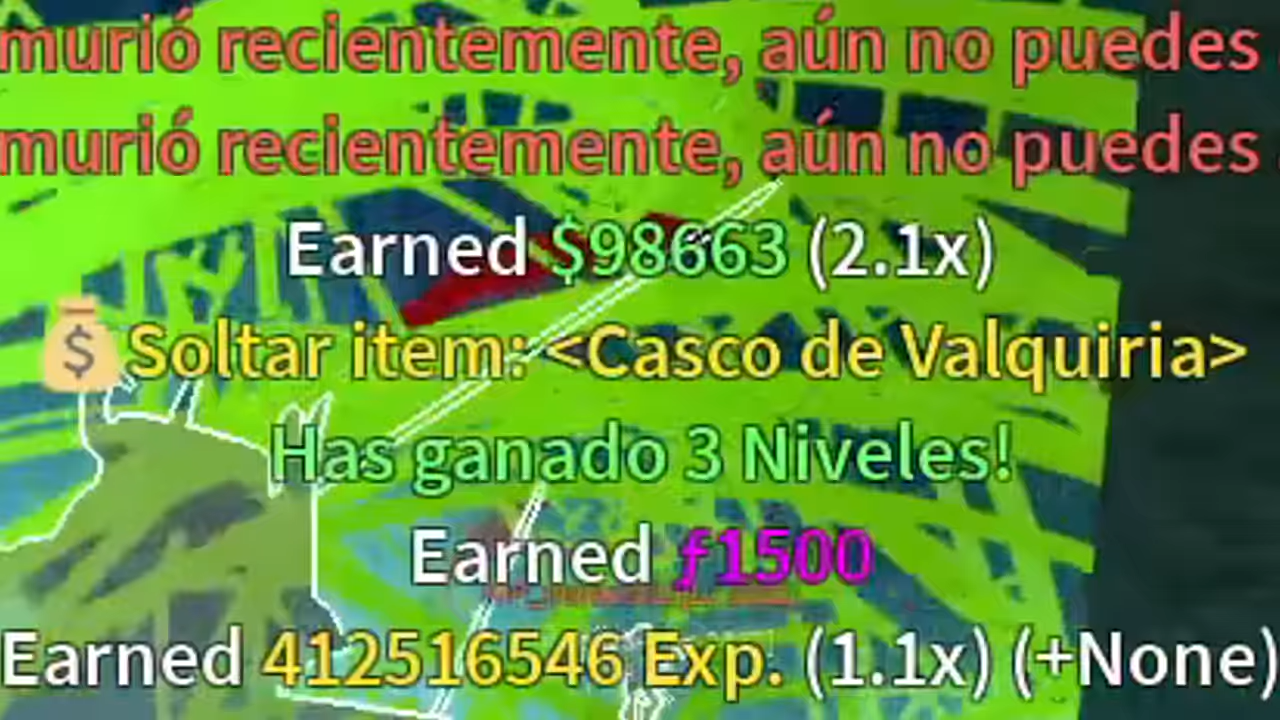 murió recientemente, aún no puedes
murió recientemente, aún no puedes
Earned $98663 (2.1x)
Soltar item: <Casco de Valquiria>
Has ganado 3 Niveles!
Earned ƒ1500
Earned 412516546 Exp. (1.1x) (+None)